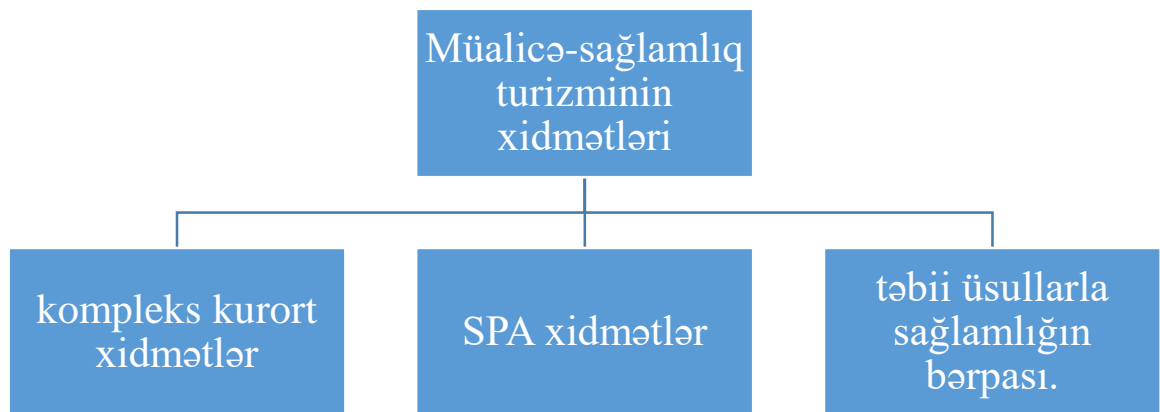 Müalicə-sağlamlıq
turizminin
xidmətləri
kompleks kurort
xidmətlər
SPA xidmətlər
təbii üsullarla
sağlamlığın
bərpası.